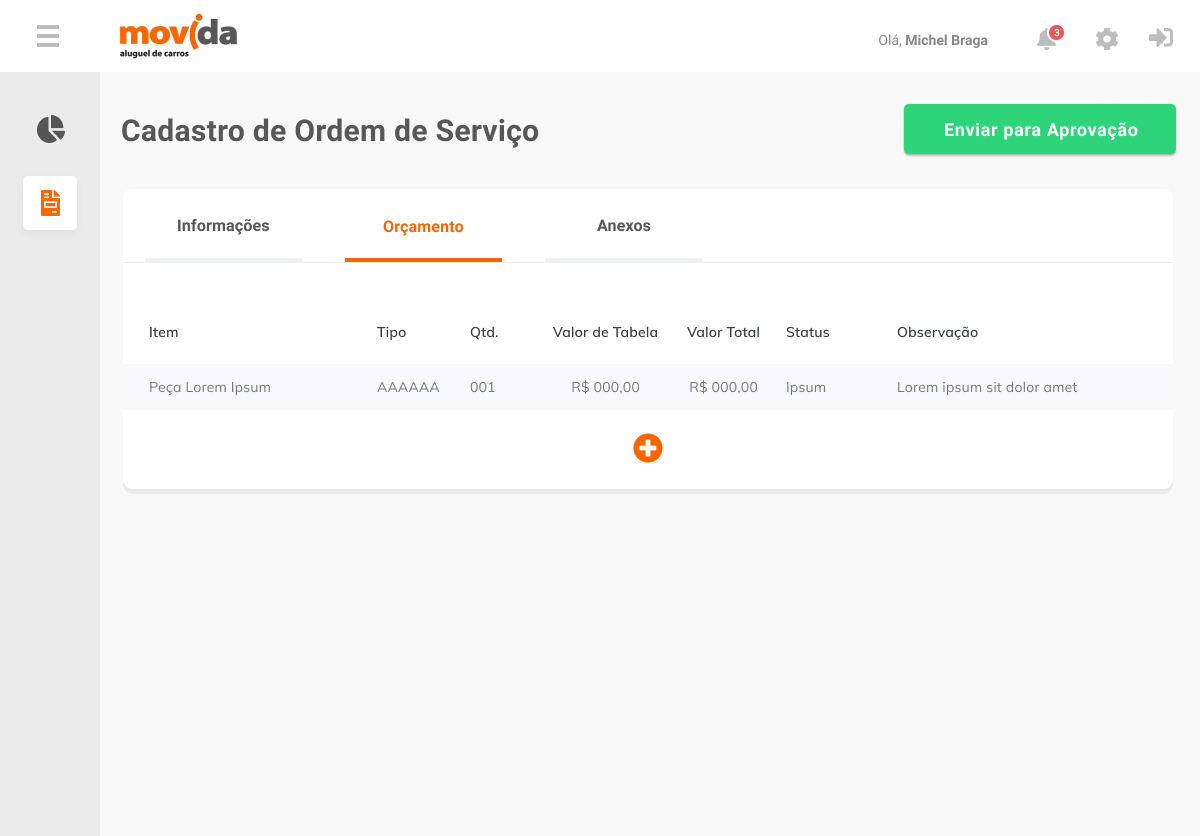 movida
aluguel de carros
Olá, Michel Braga
3
Cadastro de Ordem de Serviço
Enviar para Aprovação
Informações
Orçamento
Anexos
Item Tipo Qtd. Valor de Tabela Valor Total Status Observação
Peça Lorem Ipsum AAAAAA 001 R$ 000,00 R$ 000,00 Ipsum Lorem ipsum sit dolor amet